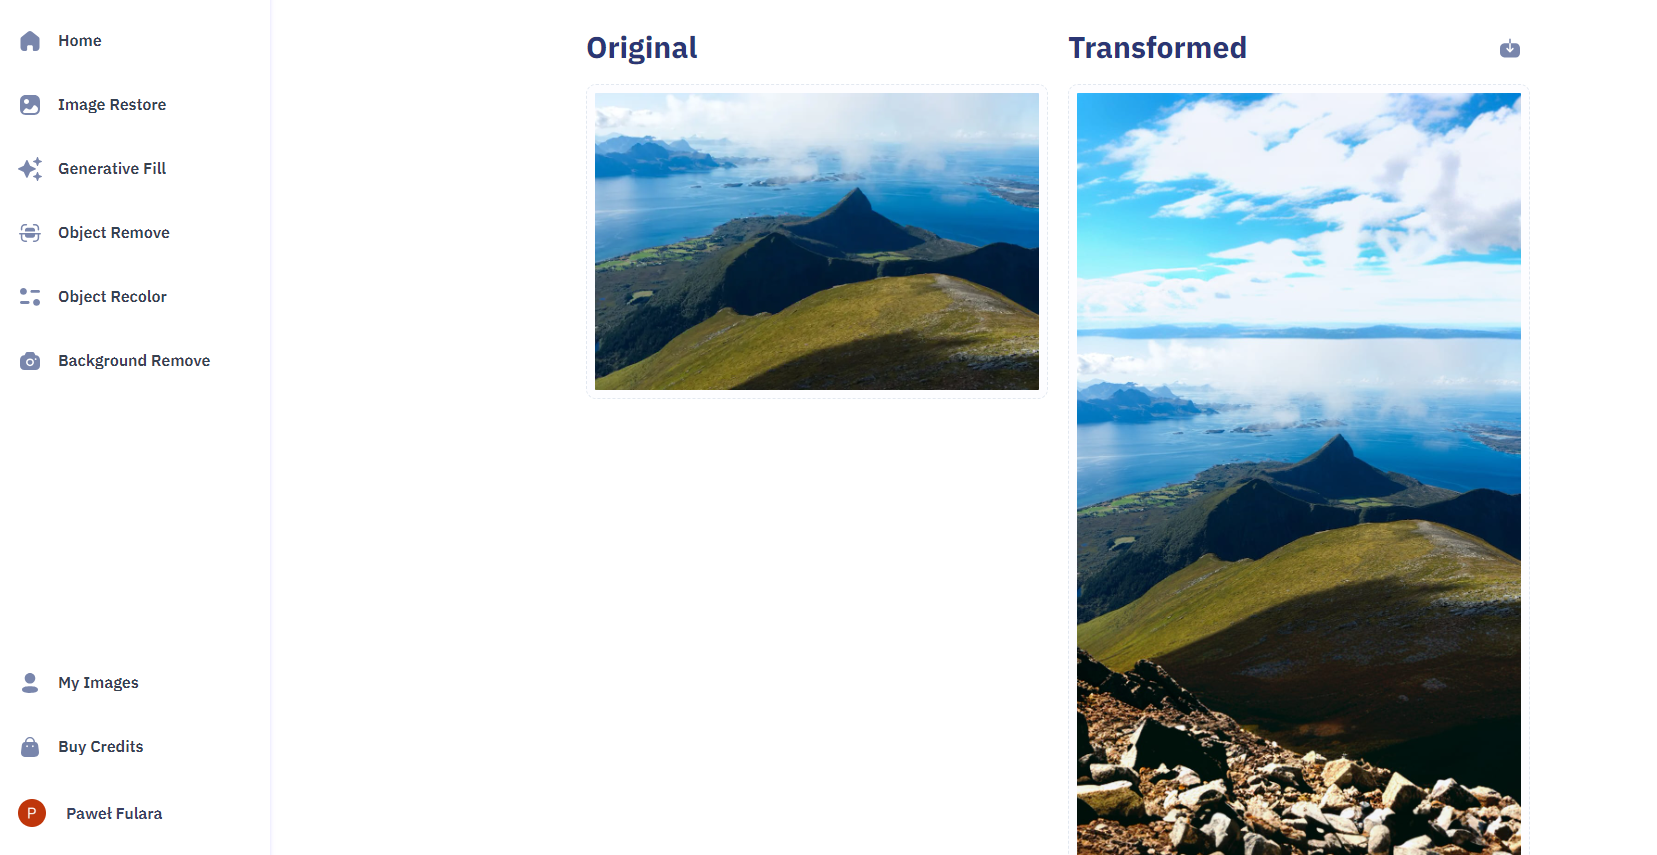 Home
Image Restore
Generative Fill
Object Remove
Object Recolor
Background Remove
My Images
Buy Credits
P
Paweł Fulara
Original
Transformed